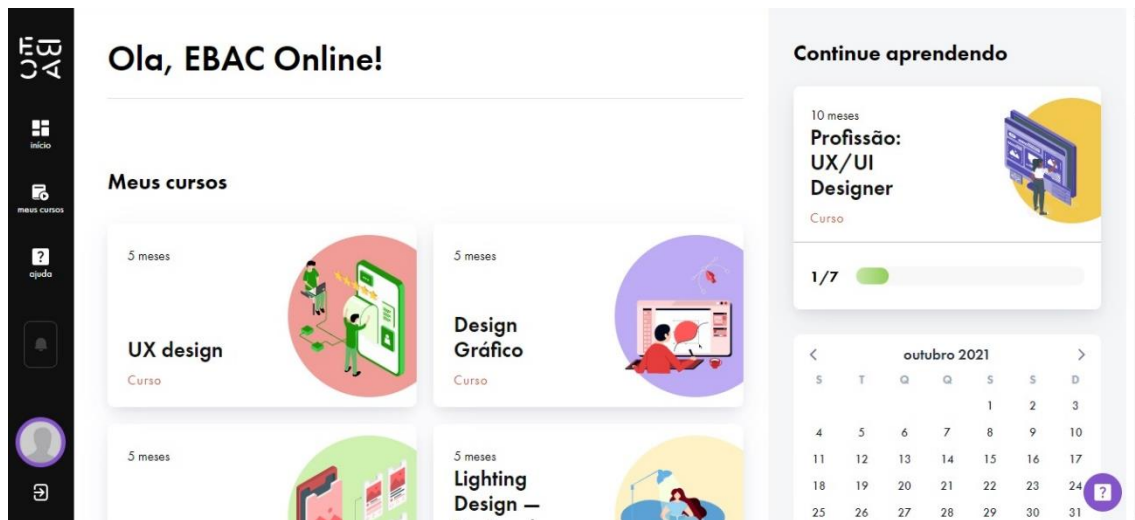 EBAC
início
meus cursos
ajuda
Ola, EBAC Online!
Meus cursos
5 meses
UX design
Curso
5 meses
Design
Gráfico
Curso
5 meses
5 meses
Lighting
Design —
Continue aprendendo
10 meses
Profissão:
UX/UI
Designer
Curso
1/7
< outubro 2021 >
S T Q Q S S D
1 2 3
4 5 6 7 8 9 10
11 12 13 14 15 16 17
18 19 20 21 22 23 24
25 26 27 28 29 30 31
?